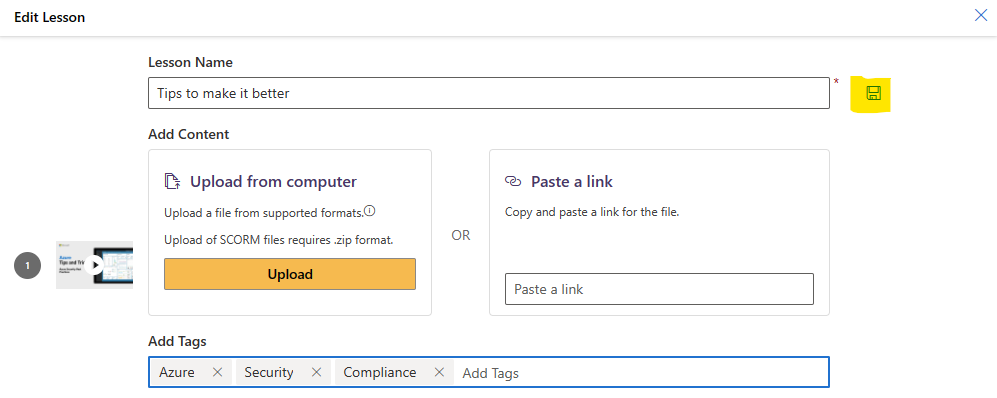 Edit Lesson
Lesson Name
Tips to make it better *
Add Content
Upload from computer
Upload a file from supported formats.
Upload of SCORM files requires .zip format.
Upload
OR
Paste a link
Copy and paste a link for the file.
Paste a link
1
Azure
Tips and Tri
Add Tags
Azure Security Compliance Add Tags